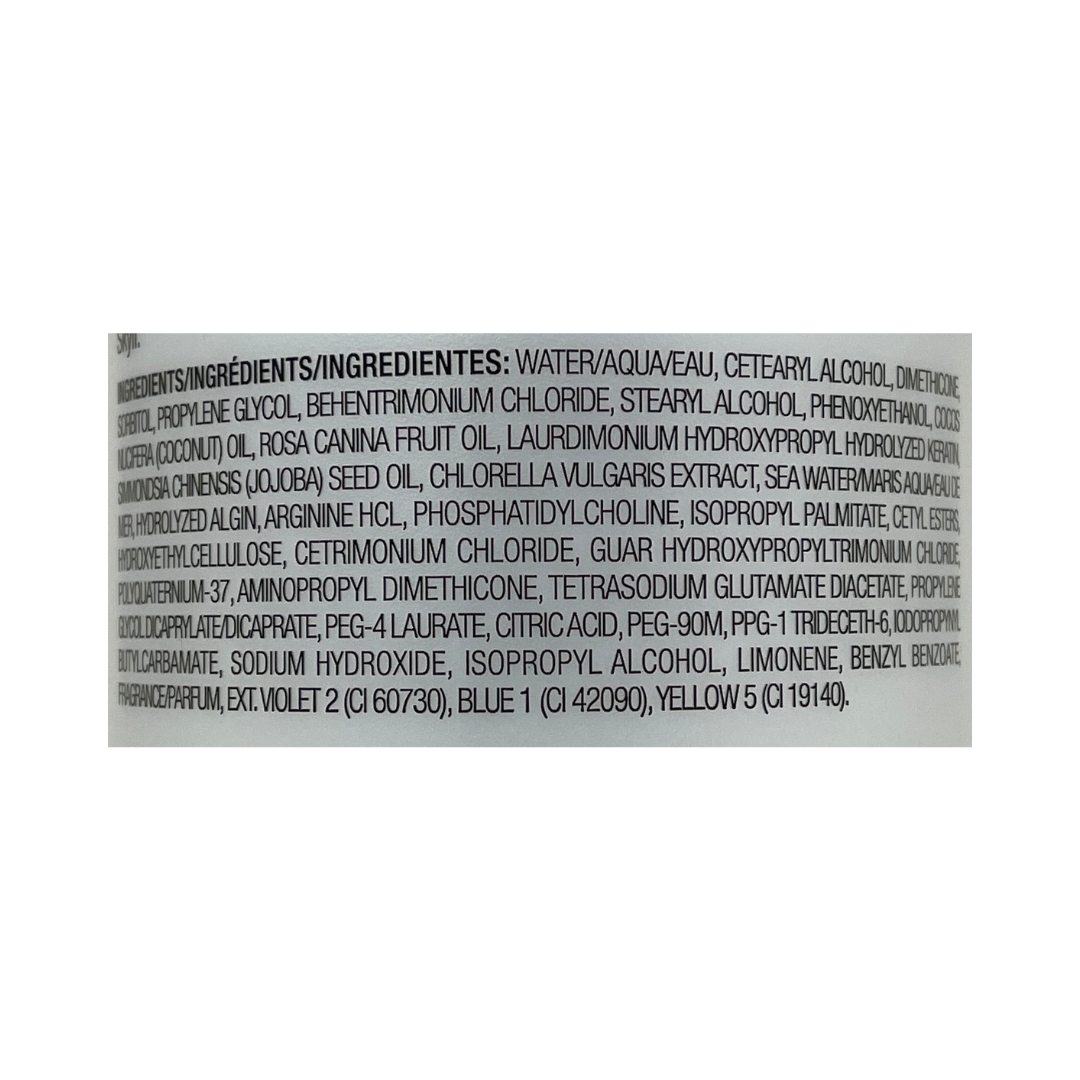 Skyli.
INGREDIENTS/INGRÉDIENTS/INGREDIENTES: WATER/AQUA/EAU, CETEARYL ALCOHOL, DIMETHICONE,
SORBITOL, PROPYLENE GLYCOL, BEHENTRIMONIUM CHLORIDE, STEARYL ALCOHOL, PHENOXYETHANOL, COCOS
NUCIFERA (COCONUT) OIL, ROSA CANINA FRUIT OIL, LAURDIMONIUM HYDROXYPROPYL HYDROLYZED KERATIN,
SIMMONDSIA CHINENSIS (JOJOBA) SEED OIL, CHLORELLA VULGARIS EXTRACT, SEA WATER/MARIS AQUA/EAU DE
MER, HYDROLYZED ALGIN, ARGININE HCL, PHOSPHATIDYLCHOLINE, ISOPROPYL PALMITATE, CETYL ESTERS,
HYDROXYETHYLCELLULOSE, CETRIMONIUM CHLORIDE, GUAR HYDROXYPROPYLTRIMONIUM CHLORIDE,
POLYQUATERNIUM-37, AMINOPROPYL DIMETHICONE, TETRASODIUM GLUTAMATE DIACETATE, PROPYLENE
GLYCOL DICAPRYLATE/DICAPRATE, PEG-4 LAURATE, CITRIC ACID, PEG-90M, PPG-1 TRIDECETH-6, IODOPROPYNYL
BUTYLCARBAMATE, SODIUM HYDROXIDE, ISOPROPYL ALCOHOL, LIMONENE, BENZYL BENZOATE,
FRAGRANCE/PARFUM, EXT. VIOLET 2 (CI 60730), BLUE 1 (CI 42090), YELLOW 5 (CI 19140).